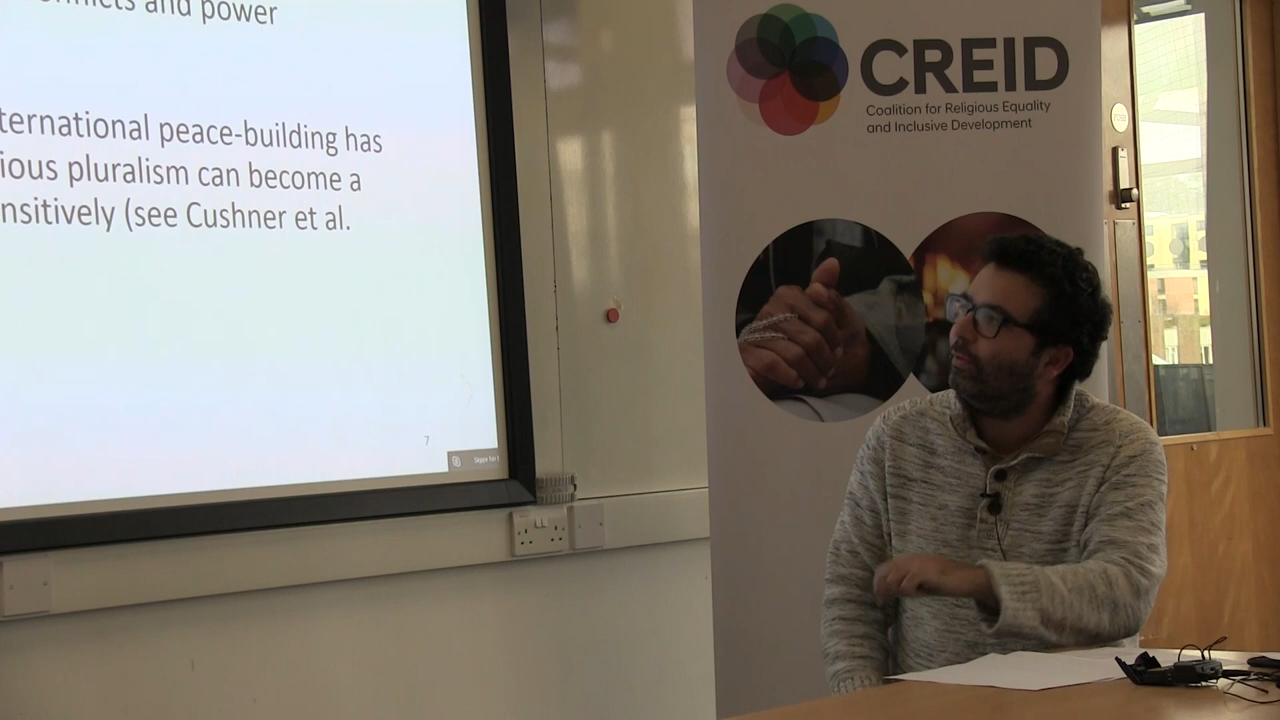 and power
ternational peace-building has
ious pluralism can become a
nsitively (see Cushner et al.
7
CREID
Coalition for Religious Equality
and Inclusive Development